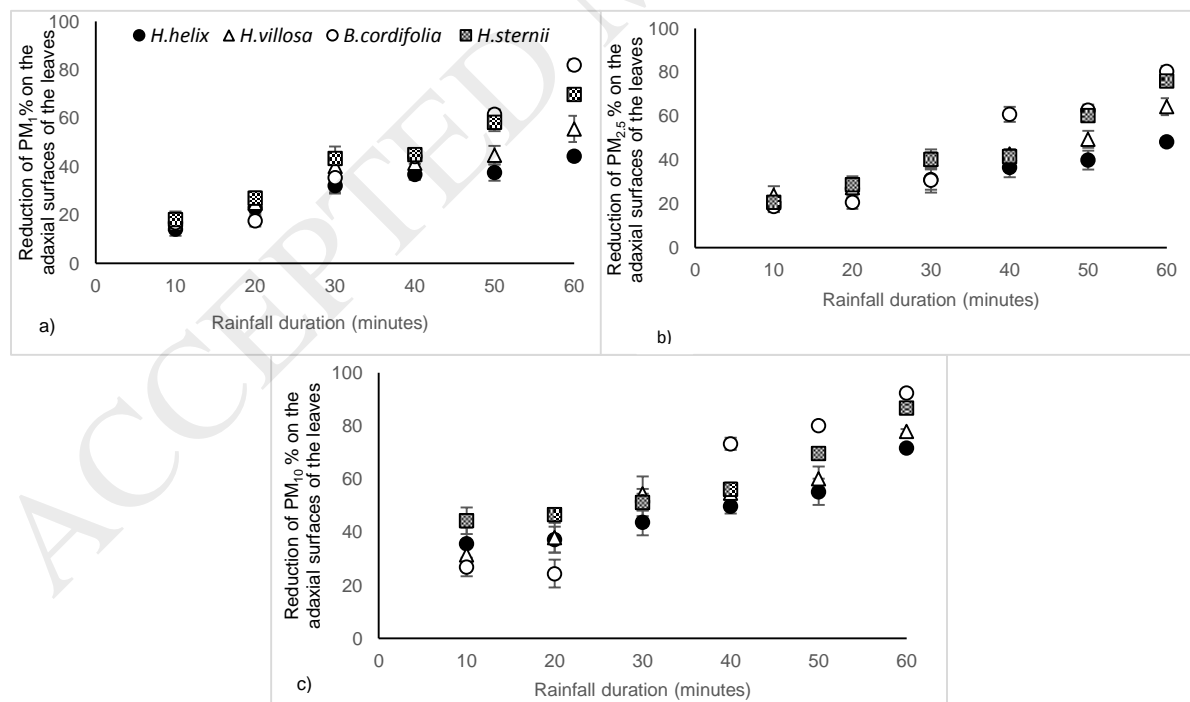 ACCEPTED M
100
80
60
40
20
0
Reduction of PM1 % on the
adaxial surfaces of the leaves
H.helix H.villosa B.cordifolia H.sternii
0 10 20 30 40 50 60
Rainfall duration (minutes)
a)
100
80
60
40
20
0
Reduction of PM2.5 % on the
adaxial surfaces of the leaves
0 10 20 30 40 50 60
Rainfall duration (minutes)
b)
100
80
60
40
20
0
Reduction of PM10 % on the
adaxial surfaces of the leaves
0 10 20 30 40 50 60
Rainfall duration (minutes)
c)